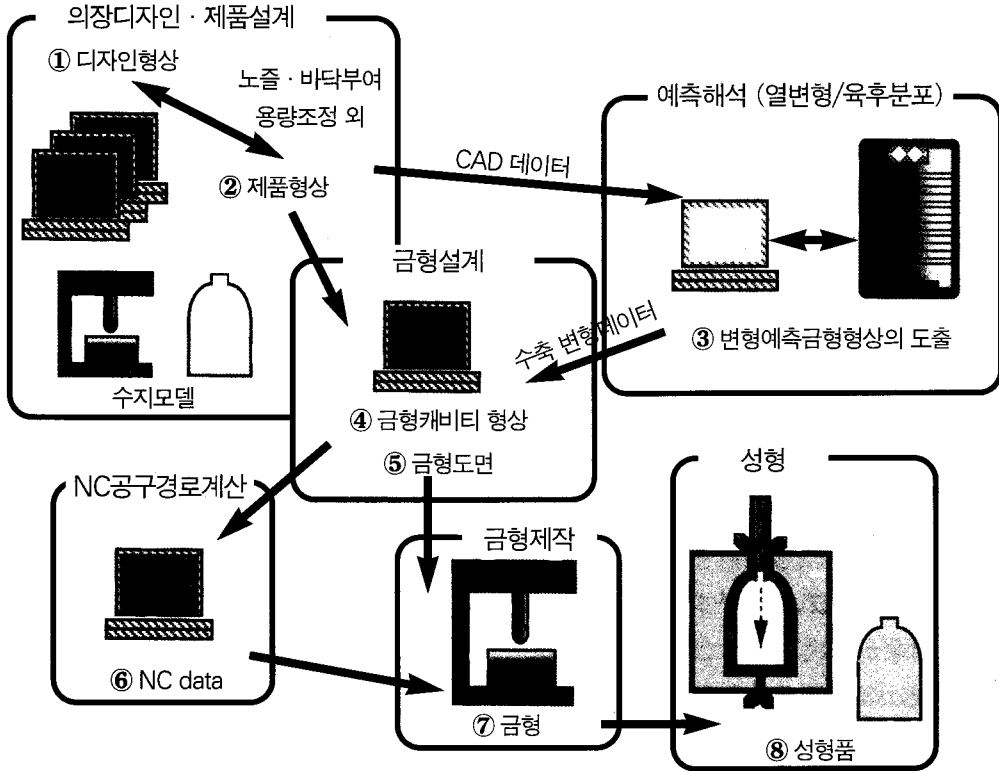 의장디자인 · 제품설계
① 디자인형상
노즐 · 바닥부여
용량조정 외
② 제품형상
수지모델
CAD 데이터
예측해석 (열변형/육후분포)
③ 변형예측금형형상의 도출
수축 변형데이터
금형설계
④ 금형캐비티 형상
⑤ 금형도면
NC공구경로계산
⑥ NC data
금형제작
⑦ 금형
성형
⑧ 성형품